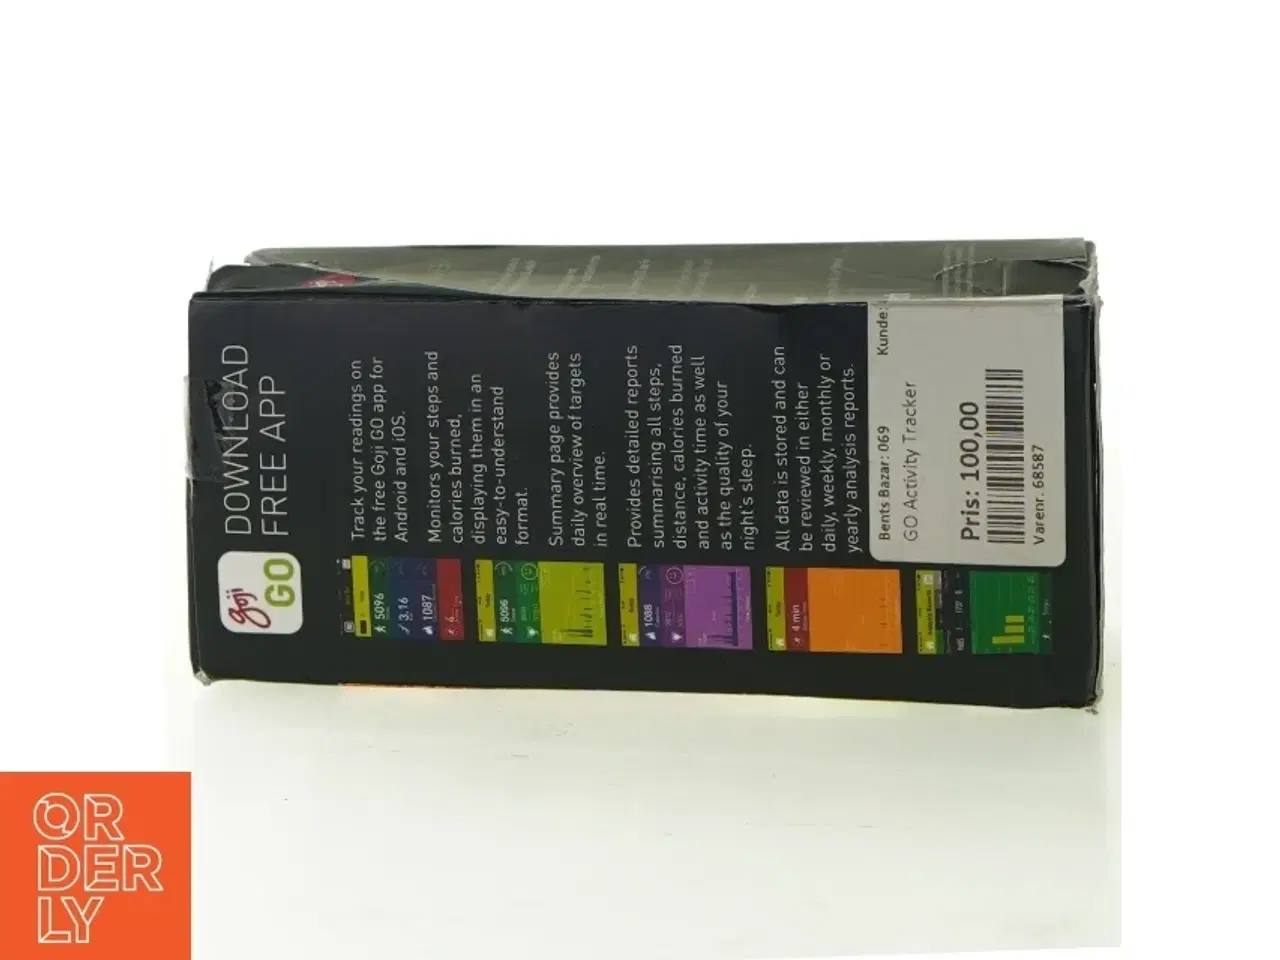 DOWNLOAD
FREE APP
goji
GO
Track your readings on
the free Goji GO app for
Android and iOS.
Monitors your steps and
calories burned,
displaying them in an
easy-to-understand
format.
Summary page provides
daily overview of targets
in real time.
Provides detailed reports
summarising all steps,
distance, calories burned
and activity time as well
as the quality of your
night's sleep.
All data is stored and can
be reviewed in either
daily, weekly, monthly or
yearly analysis reports.
5096
3.16
1087
6
5096
1088
4 min
Bents Bazar: 069 Kunde:
GO Activity Tracker
Pris: 100,00
Varenr. 68587
ORDERLY